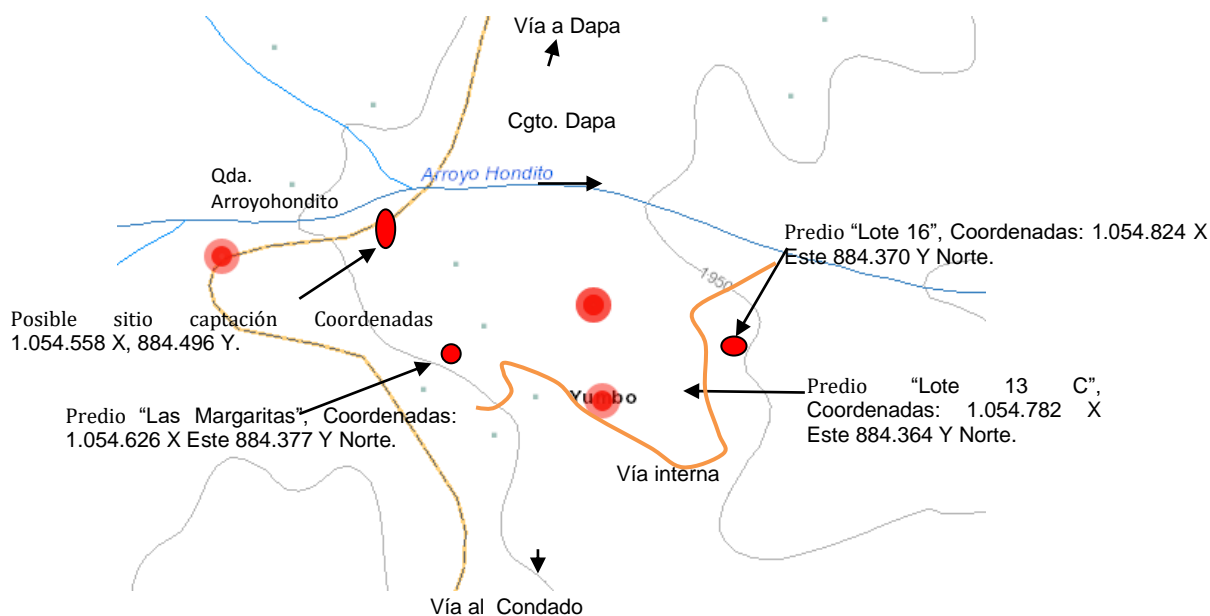 Vía a Dapa
Cgto. Dapa
Arroyo Hondito
Qda.
Arroyohondito
Predio “Lote 16”, Coordenadas: 1.054.824 X
Este 884.370 Y Norte.
1950
Posible sitio captación Coordenadas
1.054.558 X, 884.496 Y.
Predio “Las Margaritas”, Coordenadas:
1.054.626 X Este 884.377 Y Norte.
Yumbo
Predio “Lote 13 C”,
Coordenadas: 1.054.782 X
Este 884.364 Y Norte.
Vía interna
Vía al Condado